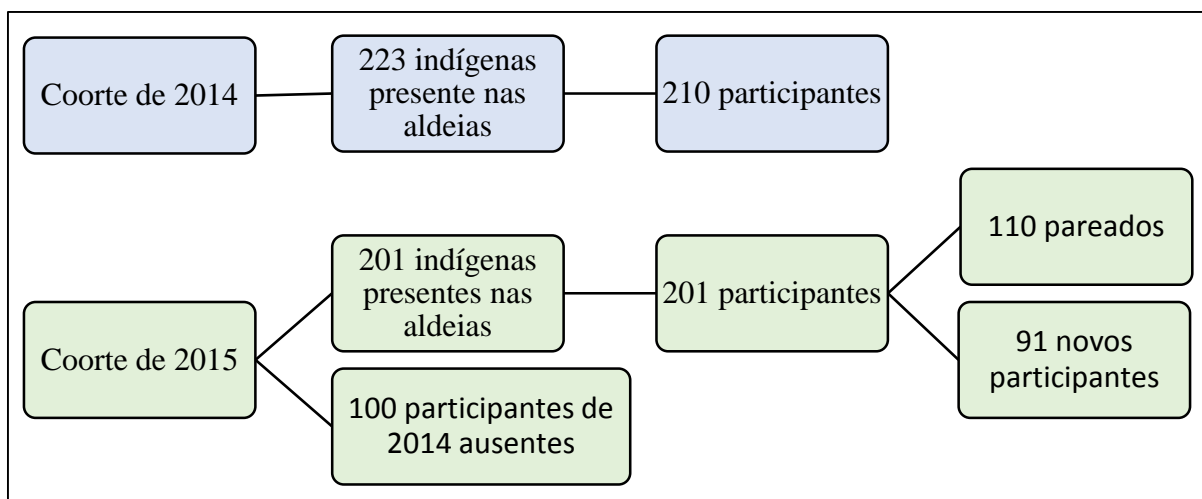 Coorte de 2014
223 indígenas
presente nas
aldeias
210 participantes
Coorte de 2015
201 indígenas
presentes nas
aldeias
100 participantes de
2014 ausentes
201 participantes
110 pareados
91 novos
participantes